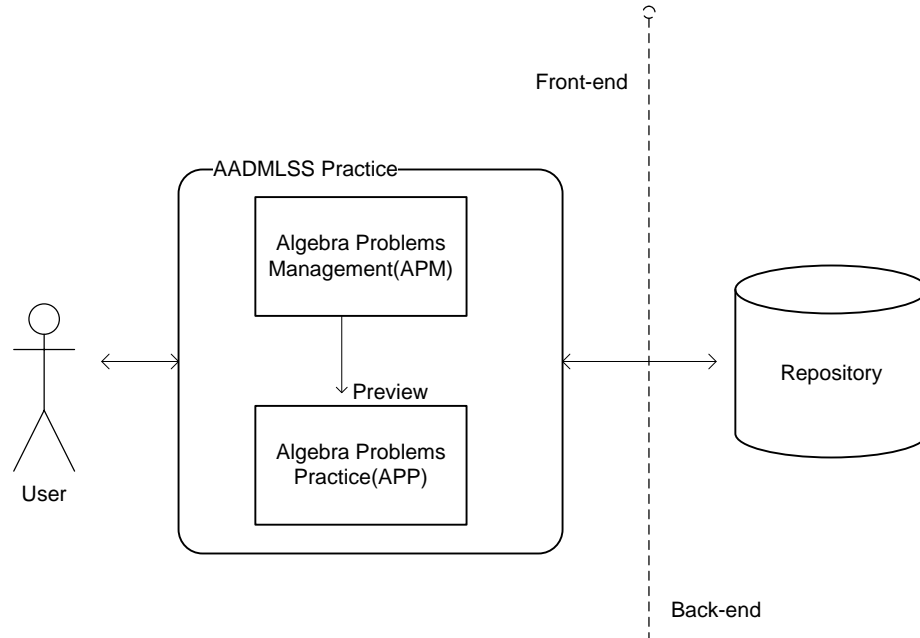 Front-end
AADMLSS Practice
Algebra Problems
Management(APM)
Preview
Repository
Algebra Problems
Practice(APP)
User
Back-end